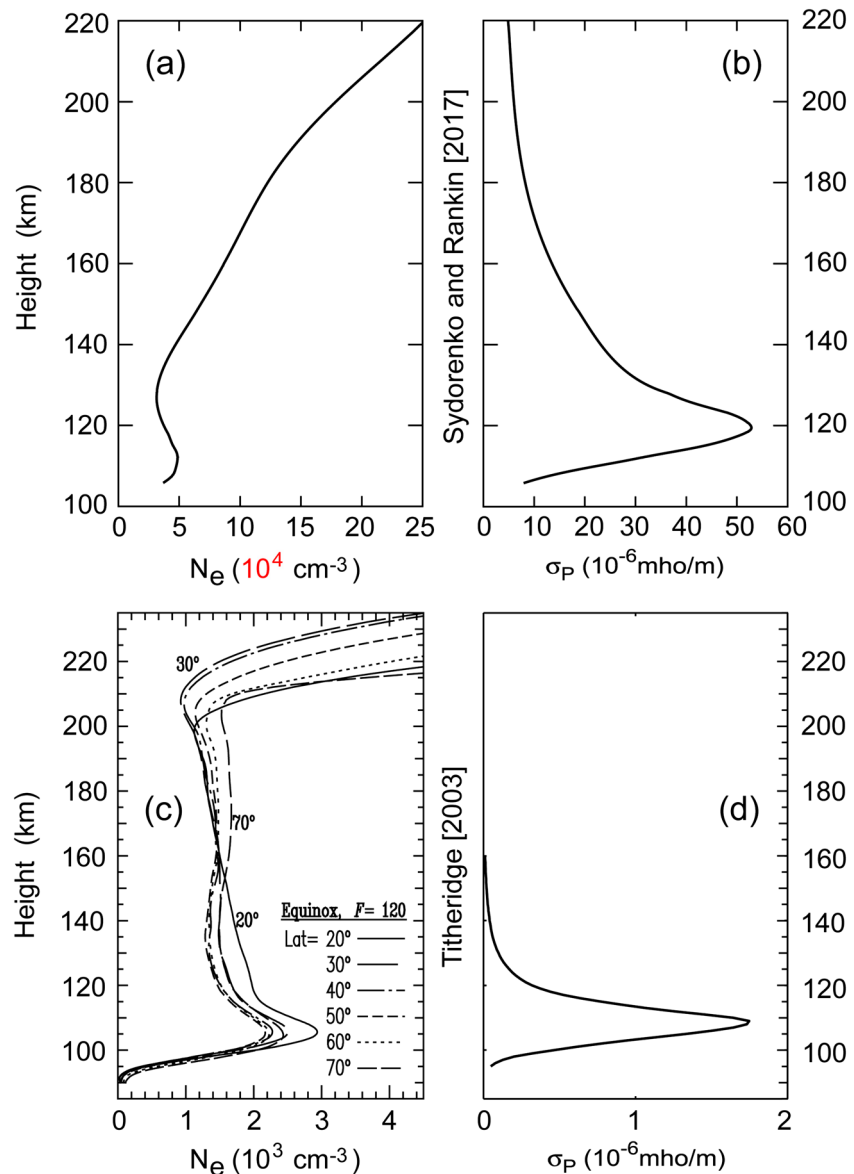 220
200
180
160
140
120
100
Height (km)
(a)
0 5 10 15 20 25
Nₑ (10⁴ cm⁻³)
(b)
Sydorenko and Rankin [2017]
220
200
180
160
140
120
100
0 10 20 30 40 50 60
σP (10⁻⁶mho/m)
220
200
180
160
140
120
100
Height (km)
30°
(c)
70°
20°
Equinox, F= 120
Lat= 20°
30°
40°
50°
60°
70°
0 1 2 3 4
Nₑ (10³ cm⁻³)
(d)
Titheridge [2003]
220
200
180
160
140
120
100
0 1 2
σP (10⁻⁶mho/m)